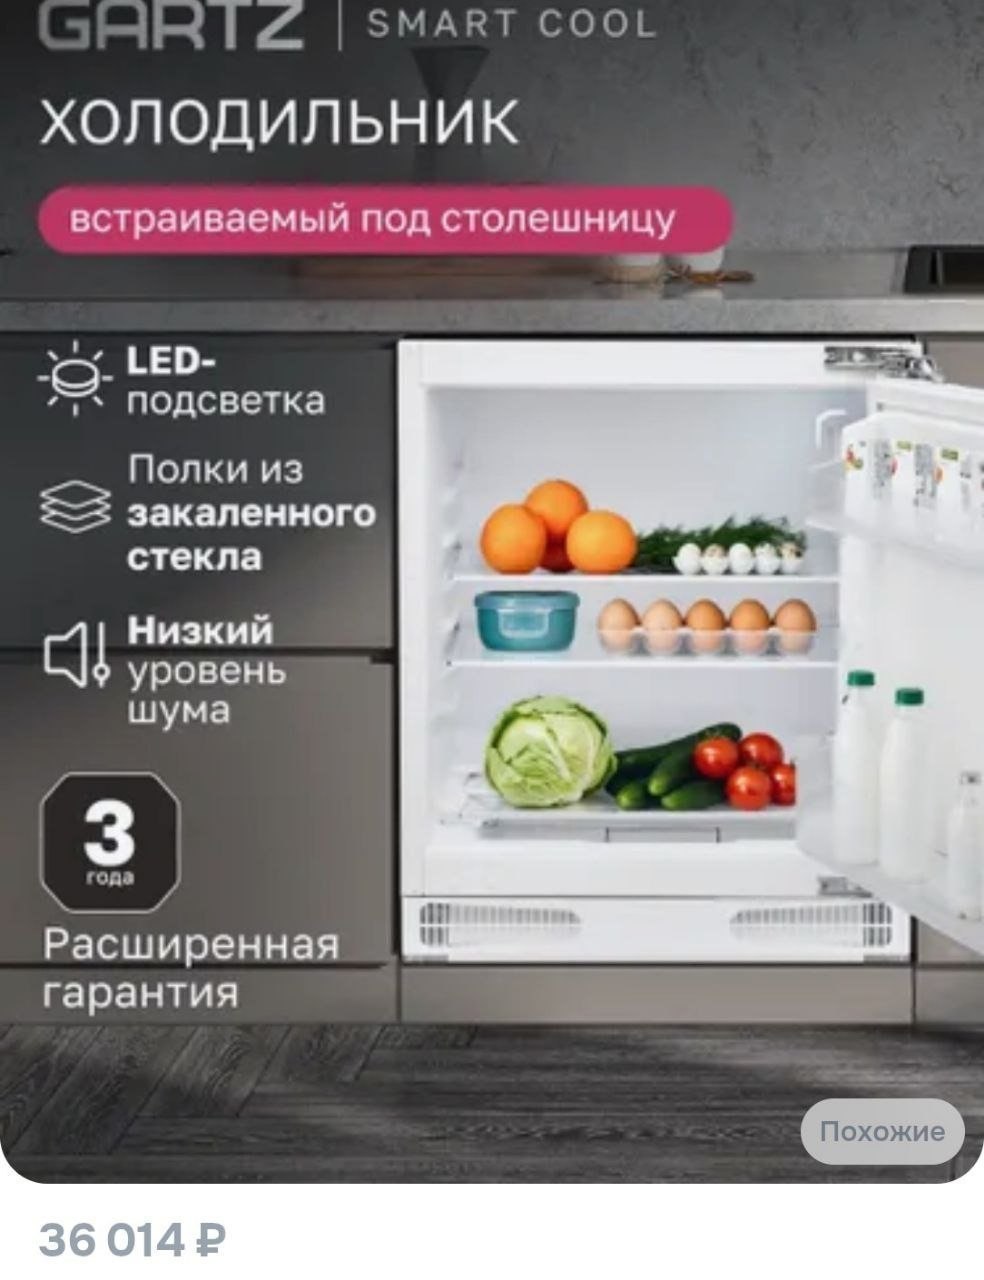 GARTZ | SMART COOL
холодильник
встраиваемый под столешницу
LED-
подсветка
Полки из
закаленного
стекла
Низкий
уровень
шума
3
года
Расширенная
гарантия
Похожие
36 014 ₽